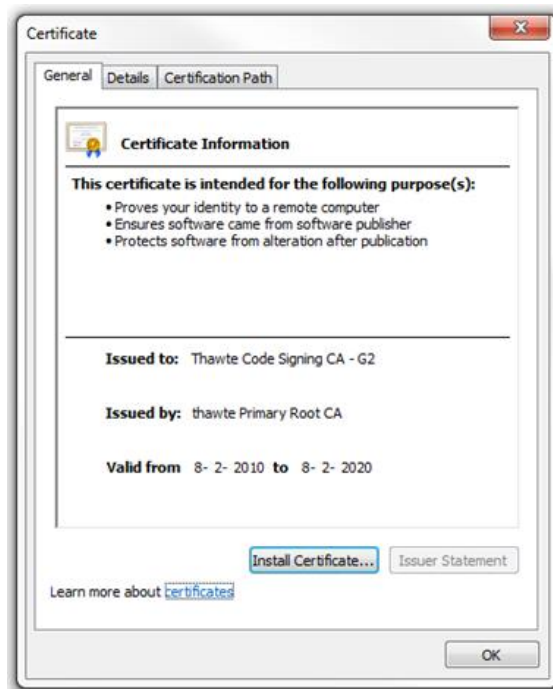 Certificate
General Details Certification Path
Certificate Information
This certificate is intended for the following purpose(s):
• Proves your identity to a remote computer
• Ensures software came from software publisher
• Protects software from alteration after publication
Issued to: Thawte Code Signing CA - G2
Issued by: thawte Primary Root CA
Valid from 8- 2- 2010 to 8- 2- 2020
Install Certificate... Issuer Statement
Learn more about certificates
OK